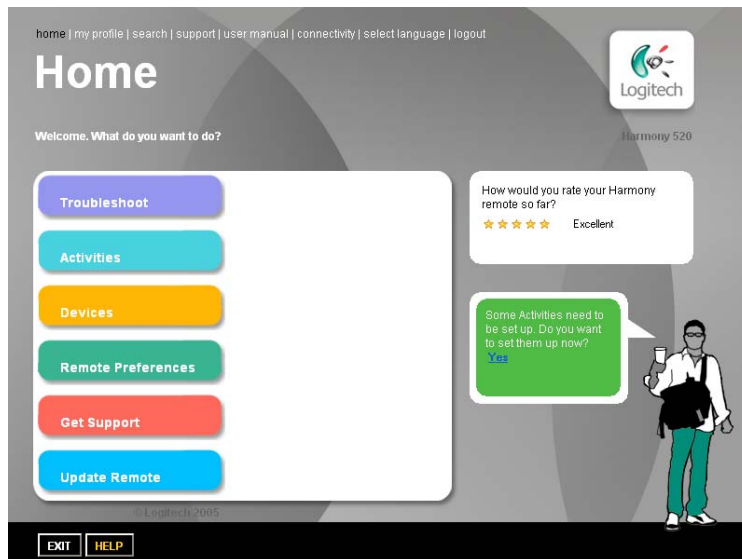 home | my profile | search | support | user manual | connectivity | select language | logout
Home
Logitech
Welcome. What do you want to do?
Harmony 520
Troubleshoot
Activities
Devices
Remote Preferences
Get Support
Update Remote
How would you rate your Harmony
remote so far?
Excellent
Some Activities need to
be set up. Do you want
to set them up now?
Yes
© Logitech 2005
EXIT HELP